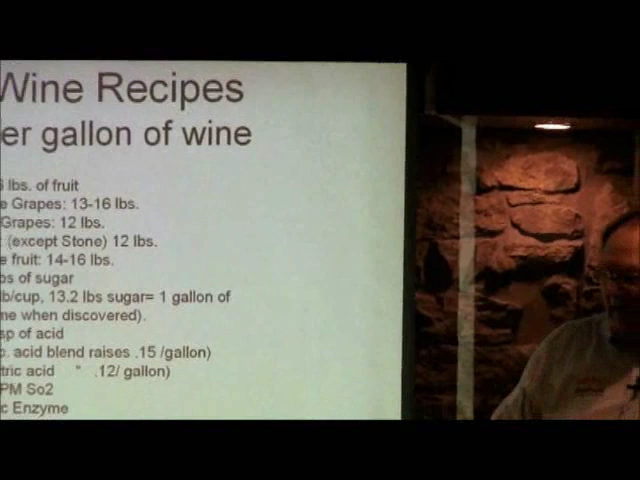 Wine Recipes
er gallon of wine
lbs. of fruit
e Grapes: 13-16 lbs.
Grapes: 12 lbs.
: (except Stone) 12 lbs.
e fruit: 14-16 lbs.
bs of sugar
lb/cup, 13.2 lbs sugar= 1 gallon of
me when discovered).
sp of acid
o. acid blend raises .15 /gallon)
tric acid " .12/ gallon)
PM So2
c Enzyme